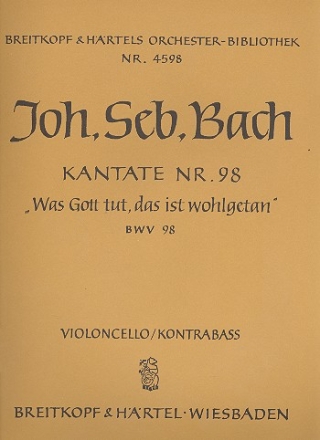 BREITKOPF & HÄRTELS ORCHESTER-BIBLIOTHEK
NR. 4598
Joh. Seb. Bach
KANTATE NR. 98
„Was Gott tut, das ist wohlgetan"
BWV 98
VIOLONCELLO/KONTRABASS
BREITKOPF & HÄRTEL · WIESBADEN